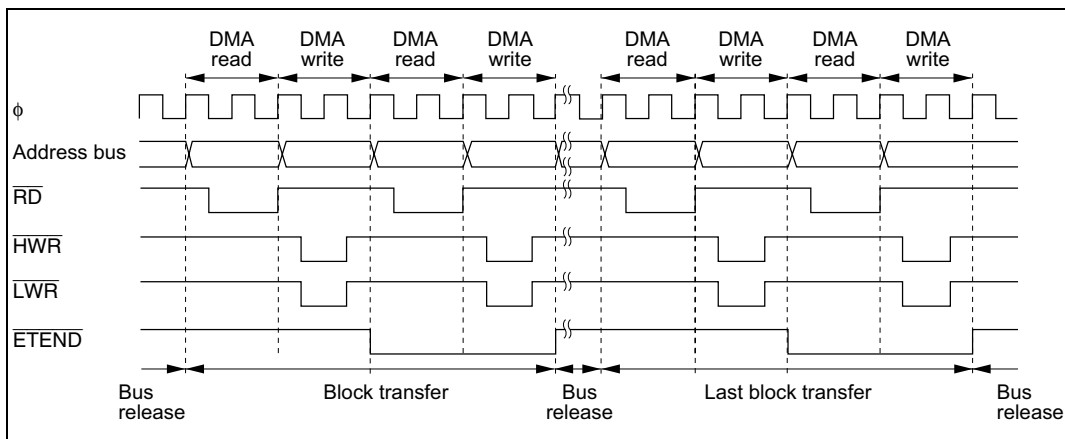 DMA read DMA write DMA read DMA write DMA read DMA write DMA read DMA write
ϕ
Address bus
RD
HWR
LWR
ETEND
Bus release Block transfer Bus release Last block transfer Bus release